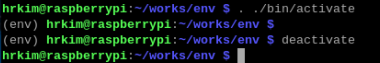 hrkim@raspberrypi:~/works/env $ . ./bin/activate
(env) hrkim@raspberrypi:~/works/env $
(env) hrkim@raspberrypi:~/works/env $ deactivate
hrkim@raspberrypi:~/works/env $